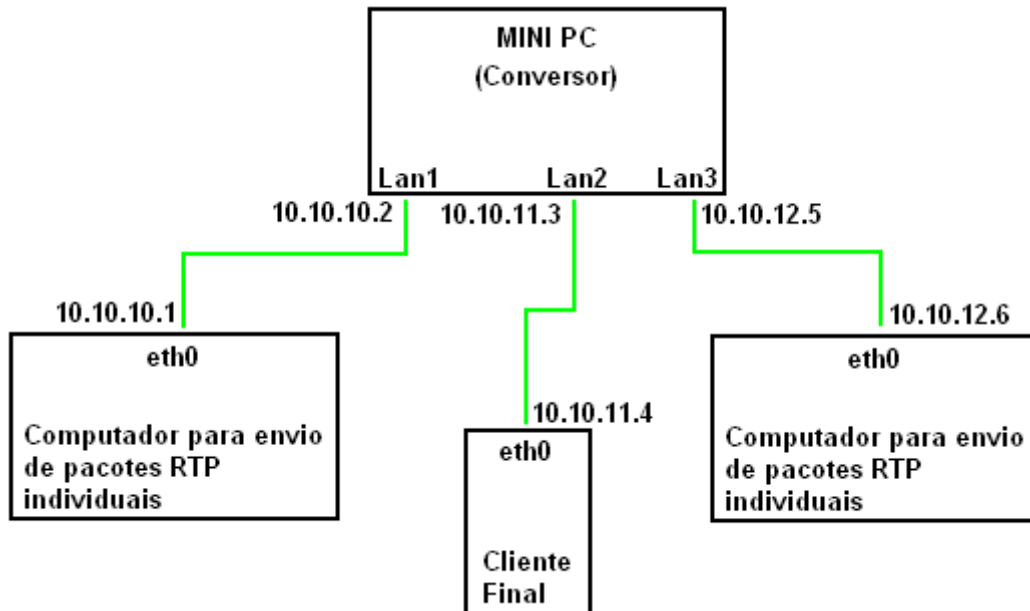 MINI PC
(Conversor)
Lan1
Lan2
Lan3
10.10.10.2
10.10.11.3
10.10.12.5
10.10.10.1
10.10.12.6
eth0
Computador para envio
de pacotes RTP
individuais
10.10.11.4
eth0
Cliente
Final
eth0
Computador para envio
de pacotes RTP
individuais